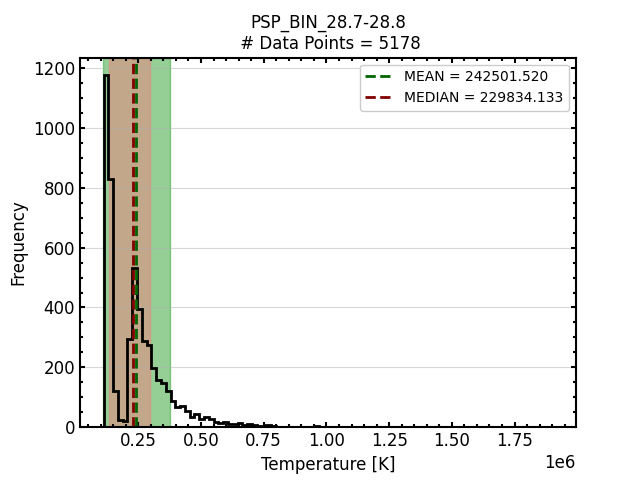 PSP_BIN_28.7-28.8
# Data Points = 5178
MEAN = 242501.520
MEDIAN = 229834.133
1200
1000
800
600
400
200
0
Frequency
0.25 0.50 0.75 1.00 1.25 1.50 1.75
1e6
Temperature [K]